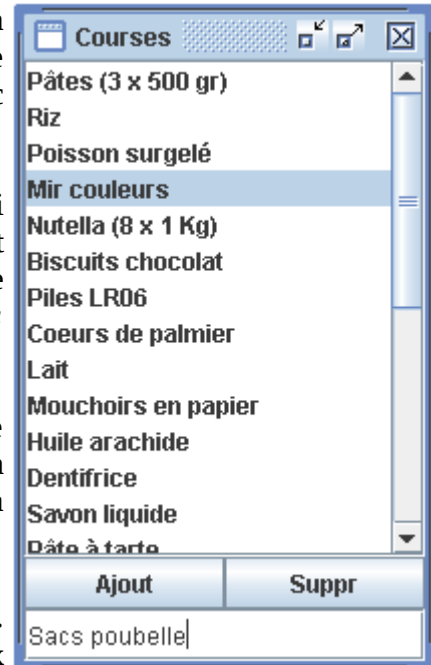 Courses
Pâtes (3 x 500 gr)
Riz
Poisson surgelé
Mir couleurs
Nutella (8 x 1 Kg)
Biscuits chocolat
Piles LR06
Coeurs de palmier
Lait
Mouchoirs en papier
Huile arachide
Dentifrice
Savon liquide
Pâte à tarte
Ajout Suppr
Sacs poubelle